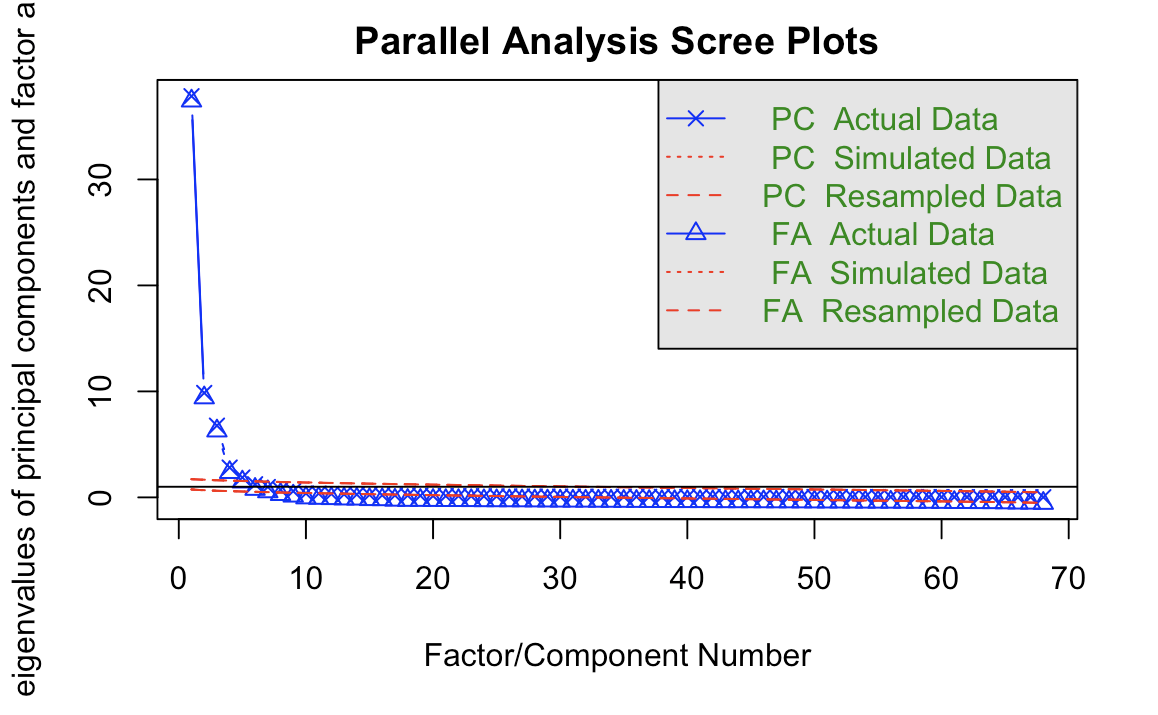 Parallel Analysis Scree Plots
eigenvalues of principal components and factor a
30
20
10
0
PC Actual Data
PC Simulated Data
PC Resampled Data
FA Actual Data
FA Simulated Data
FA Resampled Data
0 10 20 30 40 50 60 70
Factor/Component Number